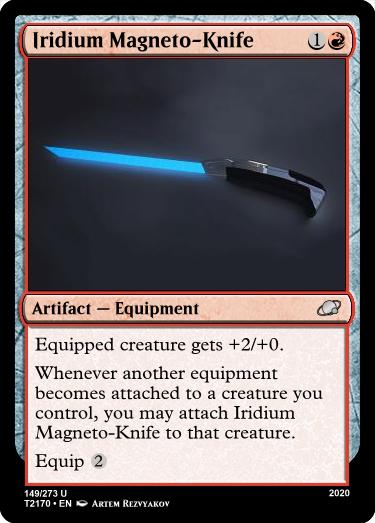 Iridium Magneto-Knife 1
Artifact — Equipment
Equipped creature gets +2/+0.
Whenever another equipment
becomes attached to a creature you
control, you may attach Iridium
Magneto-Knife to that creature.
Equip 2
149/273 U 2020
T2170 • EN Artem Rezvyakov